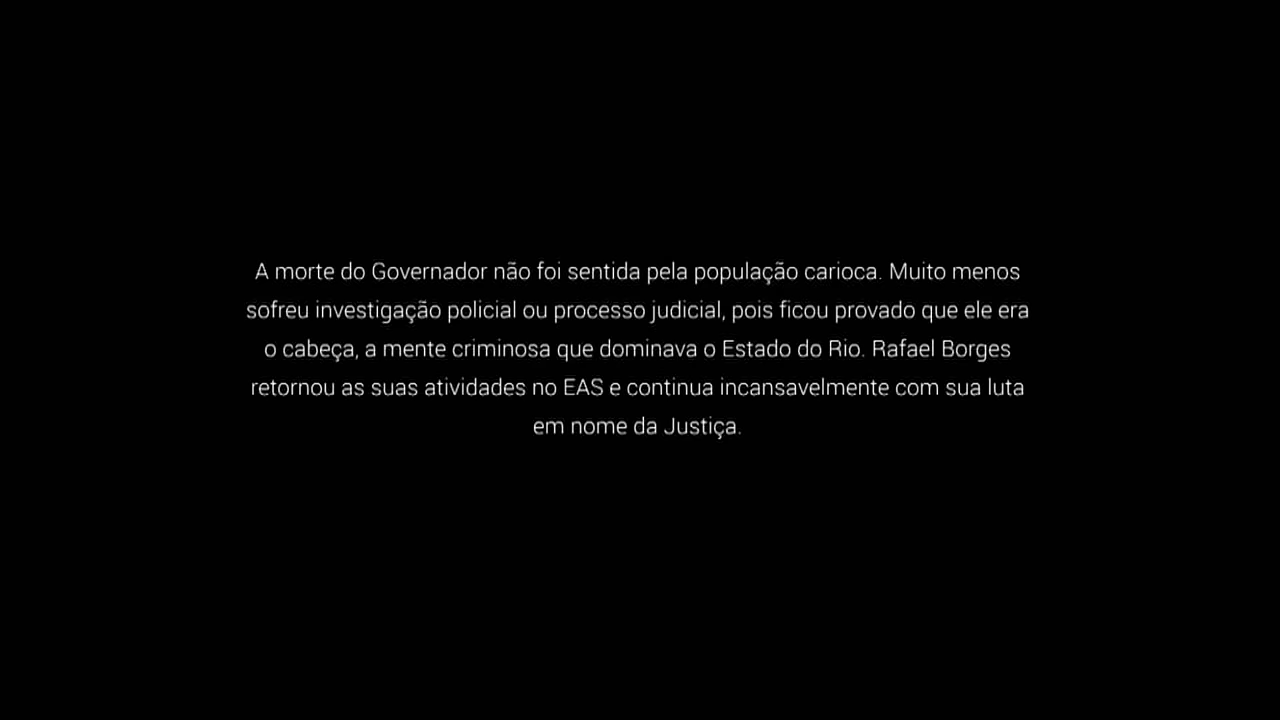 A morte do Governador não foi sentida pela população carioca. Muito menos
sofreu investigação policial ou processo judicial, pois ficou provado que ele era
o cabeça, a mente criminosa que dominava o Estado do Rio. Rafael Borges
retornou as suas atividades no EAS e continua incansavelmente com sua luta
em nome da Justiça.